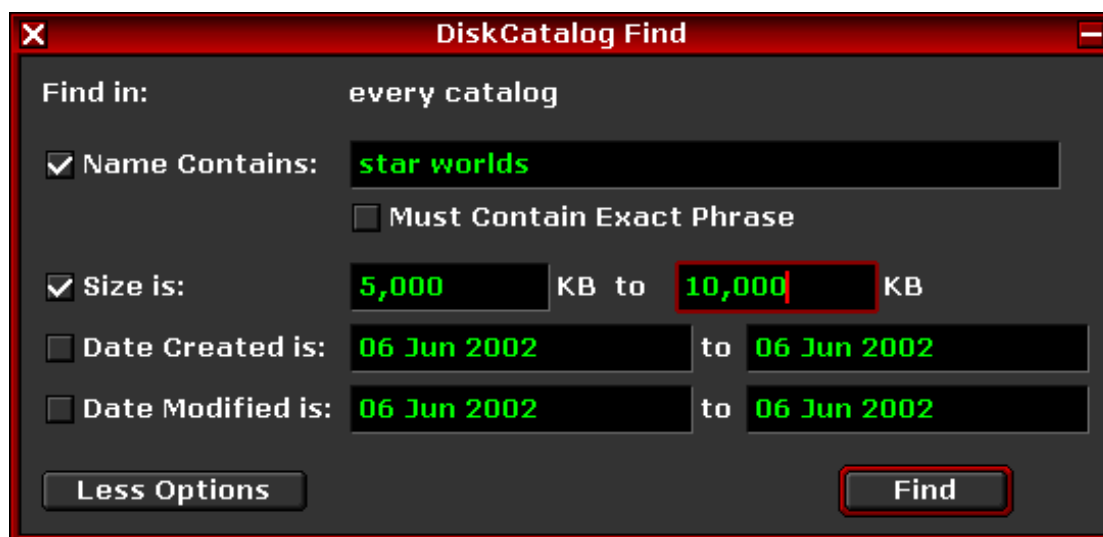 DiskCatalog Find
Find in: every catalog
Name Contains: star worlds
Must Contain Exact Phrase
Size is: 5,000 KB to 10,000 KB
Date Created is: 06 Jun 2002 to 06 Jun 2002
Date Modified is: 06 Jun 2002 to 06 Jun 2002
Less Options Find